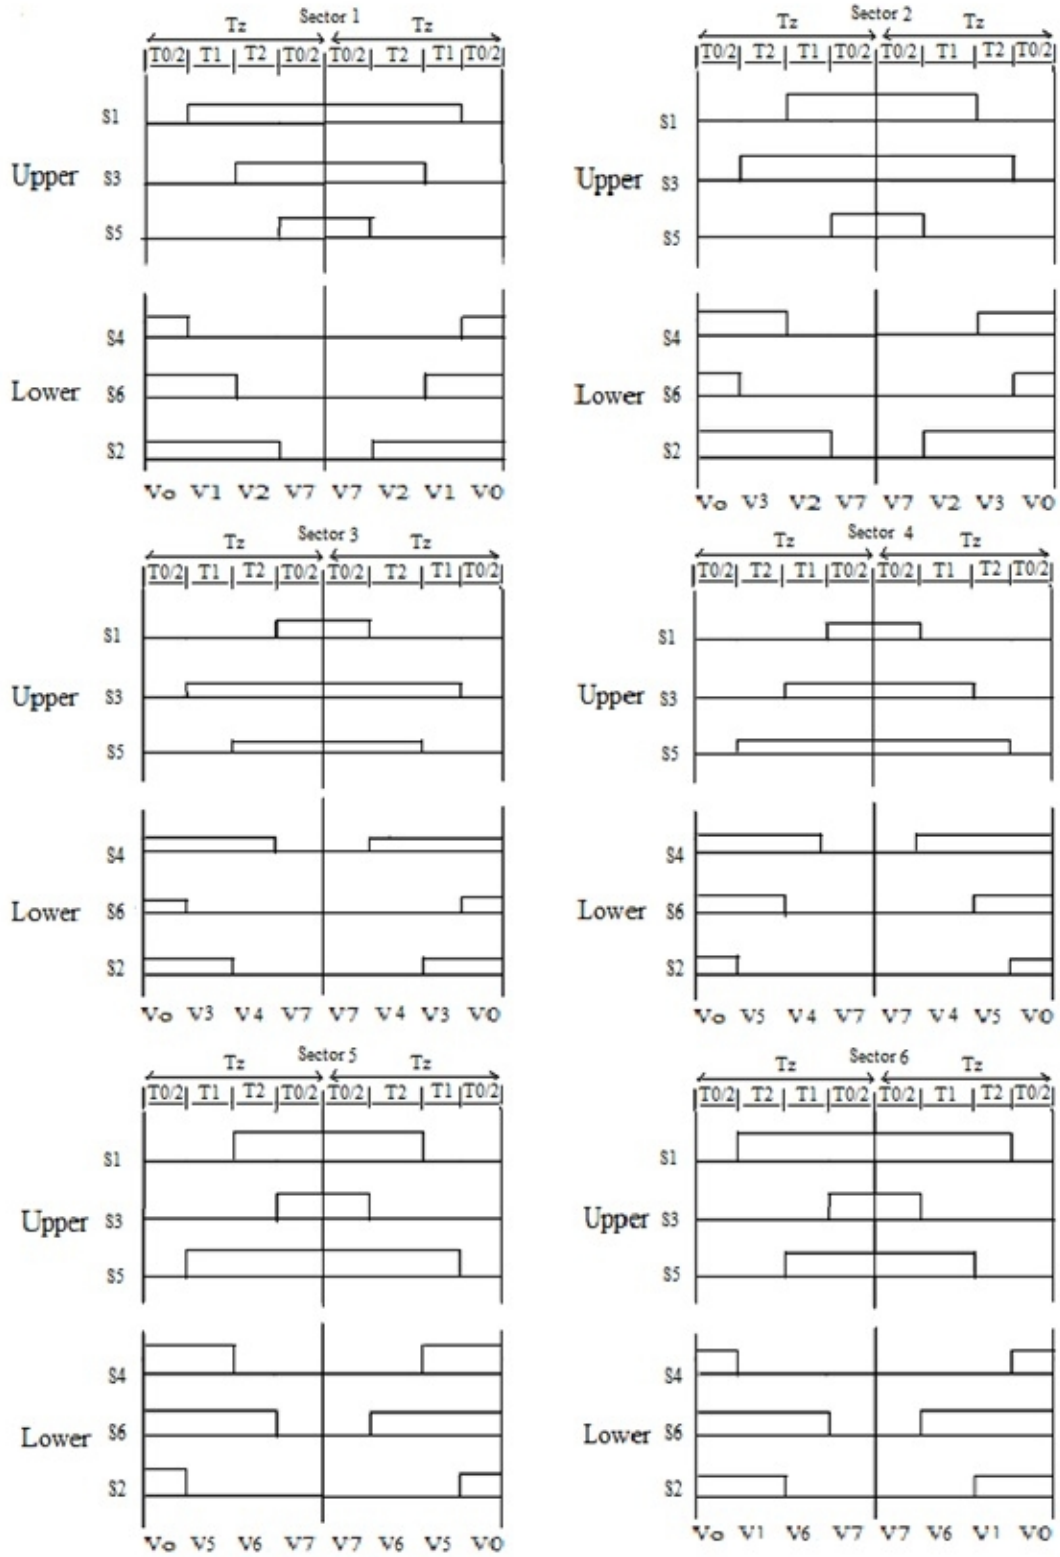 Sector 1
Tz Tz
T0/2 T1 T2 T0/2 T0/2 T2 T1 T0/2
S1
Upper S3
S5
S4
Lower S6
S2
Vo V1 V2 V7 V7 V2 V1 V0
Sector 2
Tz Tz
T0/2 T2 T1 T0/2 T0/2 T1 T2 T0/2
S1
Upper S3
S5
S4
Lower S6
S2
Vo V3 V2 V7 V7 V2 V3 V0
Sector 3
Tz Tz
T0/2 T1 T2 T0/2 T0/2 T2 T1 T0/2
S1
Upper S3
S5
S4
Lower S6
S2
Vo V3 V4 V7 V7 V4 V3 V0
Sector 4
Tz Tz
T0/2 T2 T1 T0/2 T0/2 T1 T2 T0/2
S1
Upper S3
S5
S4
Lower S6
S2
Vo V5 V4 V7 V7 V4 V5 V0
Sector 5
Tz Tz
T0/2 T1 T2 T0/2 T0/2 T2 T1 T0/2
S1
Upper S3
S5
S4
Lower S6
S2
Vo V5 V6 V7 V7 V6 V5 V0
Sector 6
Tz Tz
T0/2 T2 T1 T0/2 T0/2 T1 T2 T0/2
S1
Upper S3
S5
S4
Lower S6
S2
Vo V1 V6 V7 V7 V6 V1 V0